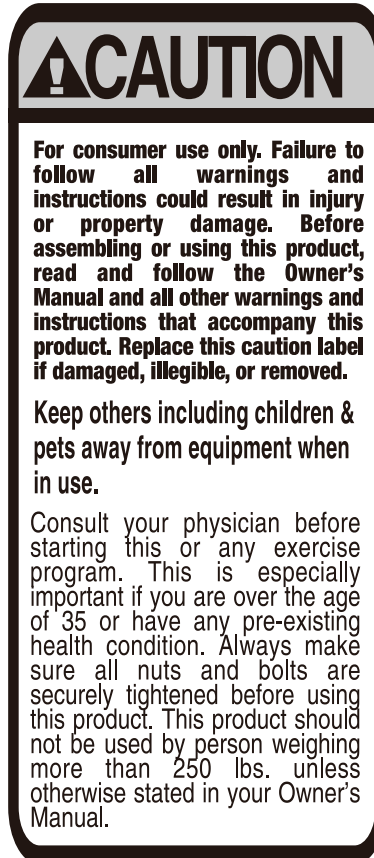 CAUTION
For consumer use only. Failure to
follow all warnings and
instructions could result in injury
or property damage. Before
assembling or using this product,
read and follow the Owner's
Manual and all other warnings and
instructions that accompany this
product. Replace this caution label
if damaged, illegible, or removed.
Keep others including children &
pets away from equipment when
in use.
Consult your physician before
starting this or any exercise
program. This is especially
important if you are over the age
of 35 or have any pre-existing
health condition. Always make
sure all nuts and bolts are
securely tightened before using
this product. This product should
not be used by person weighing
more than 250 lbs. unless
otherwise stated in your Owner's
Manual.